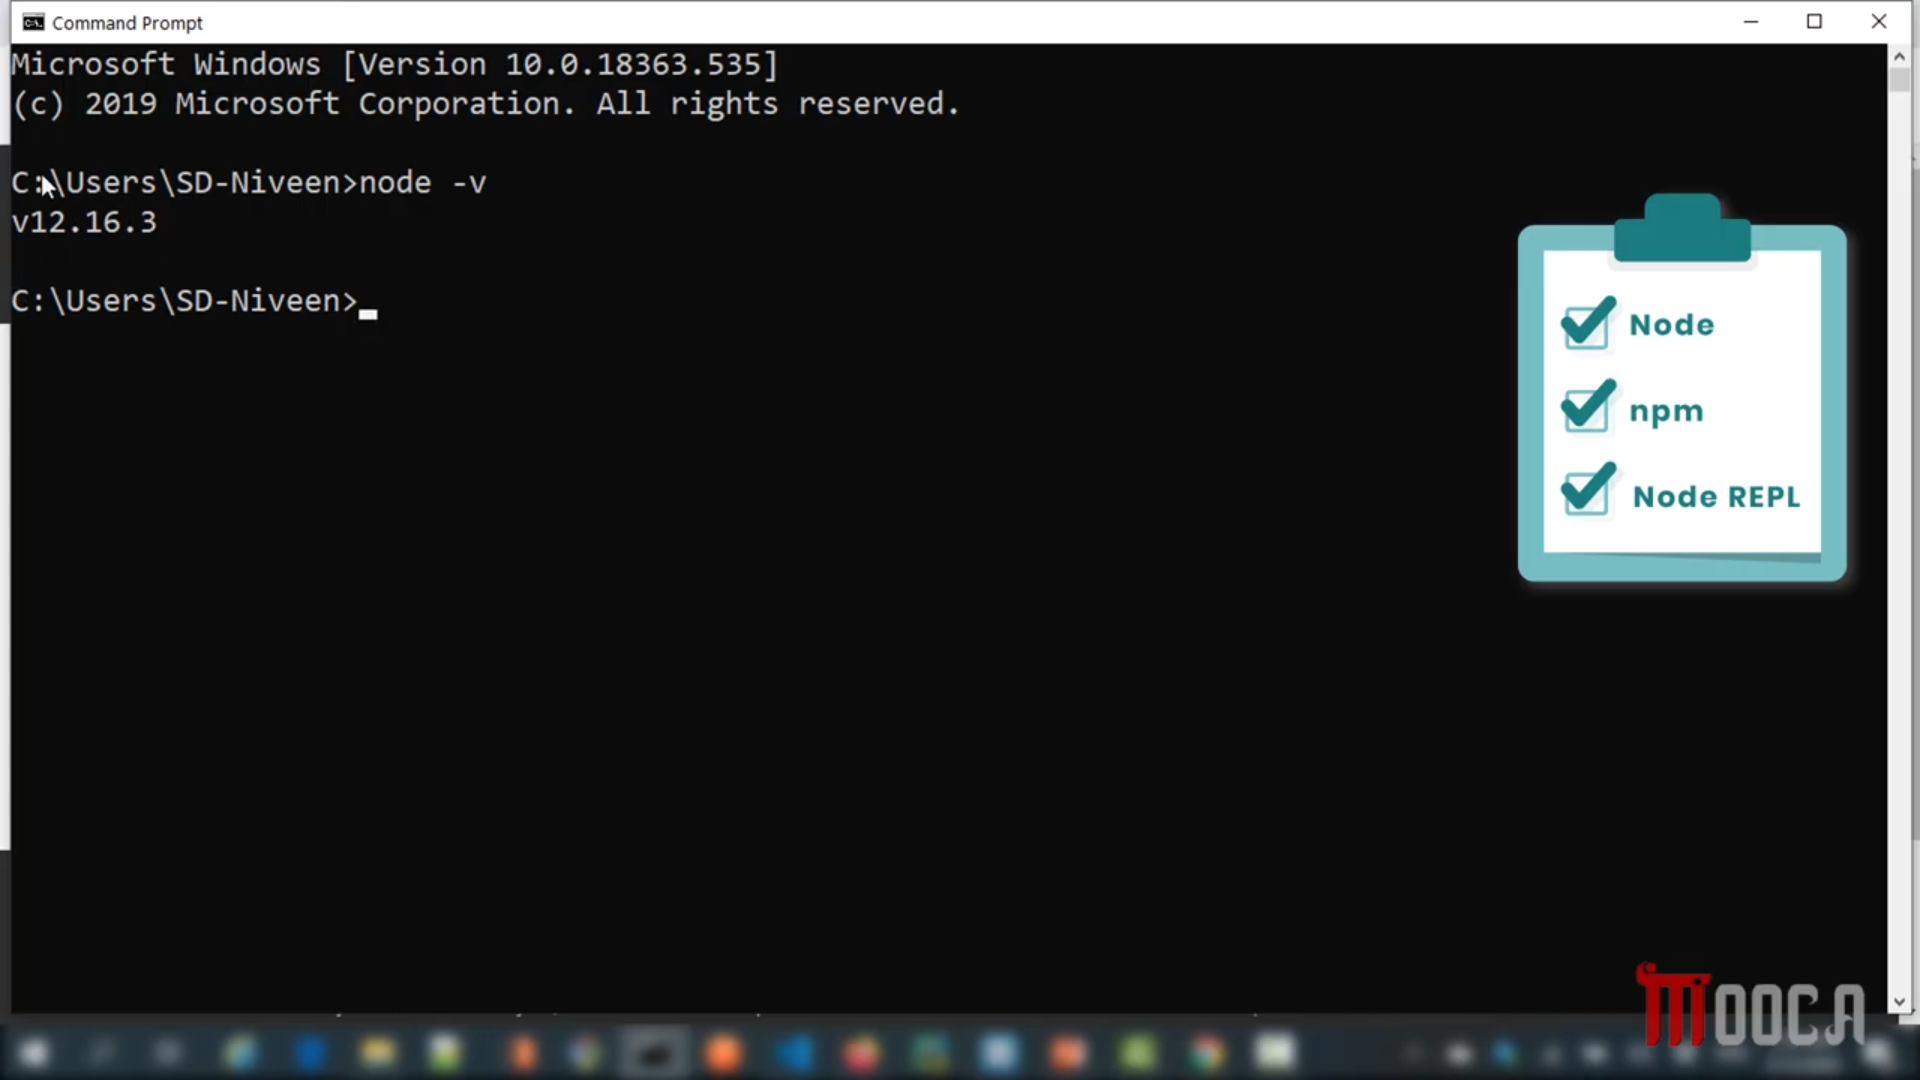 Command Prompt
Microsoft Windows [Version 10.0.18363.535]
(c) 2019 Microsoft Corporation. All rights reserved.
C:\Users\SD-Niveen>node -v
v12.16.3
C:\Users\SD-Niveen>
Node
npm
Node REPL
MOOCA